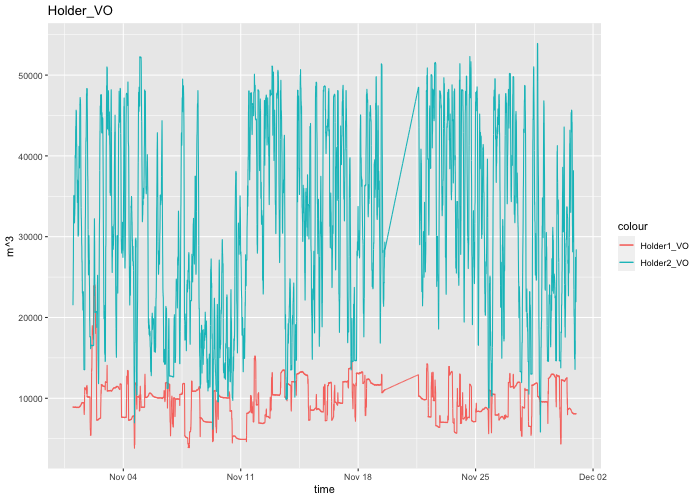 Holder_VO
50000
40000
30000
20000
10000
m^3
Nov 04
Nov 11
Nov 18
Nov 25
Dec 02
time
colour
Holder1_VO
Holder2_VO